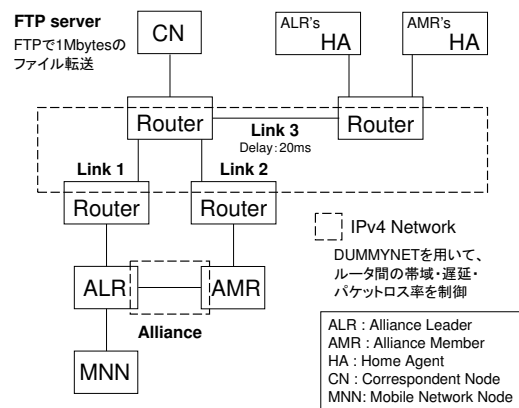 FTP server
FTPで1Mbytesの
ファイル転送
CN
ALR's
HA
AMR's
HA
Router
Router
Link 3
Delay：20ms
Link 1
Link 2
Router
Router
IPv4 Network
DUMMYNETを用いて、
ルータ間の帯域・遅延・
パケットロス率を制御
ALR
AMR
Alliance
MNN
ALR : Alliance Leader
AMR : Alliance Member
HA : Home Agent
CN : Correspondent Node
MNN: Mobile Network Node